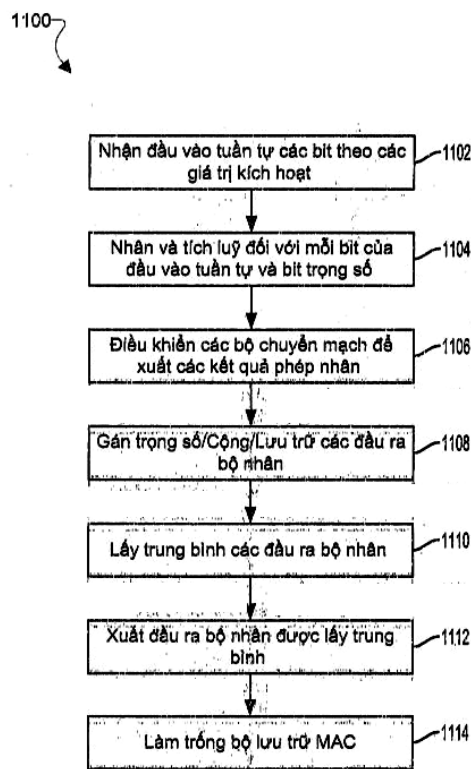 1100
Nhận đầu vào tuần tự các bit theo các
giá trị kích hoạt
1102
Nhân và tích luỹ đối với mỗi bit của
đầu vào tuần tự và bit trọng số
1104
Điều khiển các bộ chuyển mạch để
xuất các kết quả phép nhân
1106
Gán trọng số/Cộng/Lưu trữ các đầu ra
bộ nhân
1108
Lấy trung bình các đầu ra bộ nhân
1110
Xuất đầu ra bộ nhân được lấy trung
bình
1112
Làm trống bộ lưu trữ MAC
1114